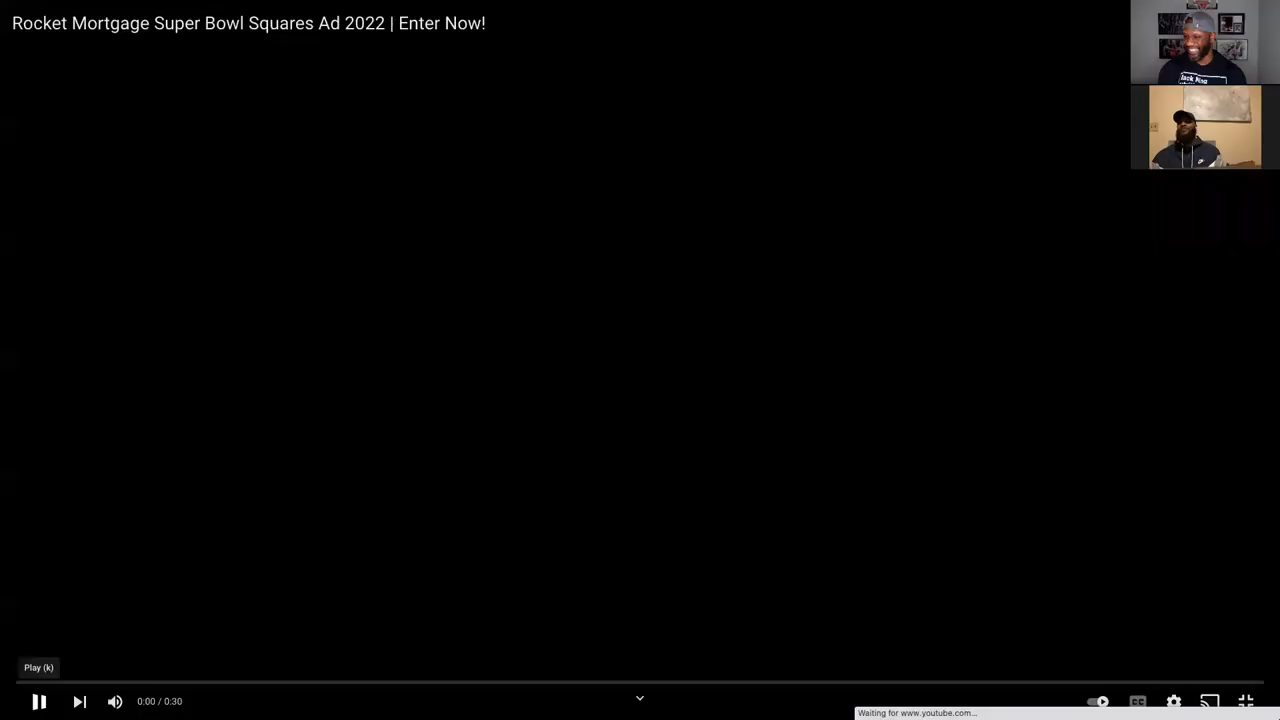 Rocket Mortgage Super Bowl Squares Ad 2022 | Enter Now!
Play (k)
0:00 / 0:30
CC
Waiting for www.youtube.com...